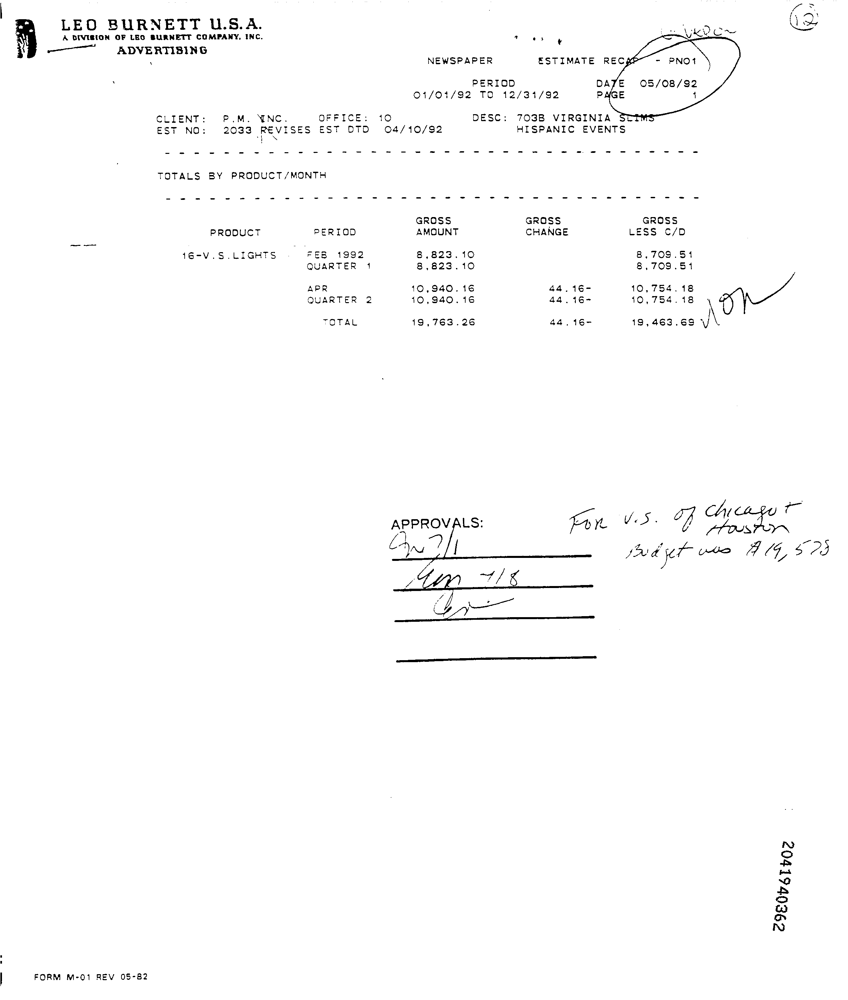 LEO BURNETT U.S.A.
A DIVISION OF LEO BURNETT COMPANY, INC.
ADVERTISING
12
NEWSPAPER ESTIMATE RECAP - PN01
PERIOD DATE 05/08/92
01/01/92 TO 12/31/92 PAGE 1
CLIENT: P.M. INC. OFFICE: 10 DESC: 703B VIRGINIA SLIMS
EST NO: 2033 REVISES EST DTD 04/10/92 HISPANIC EVENTS
TOTALS BY PRODUCT/MONTH
GROSS GROSS GROSS
PRODUCT PERIOD AMOUNT CHANGE LESS C/D
16-V.S.LIGHTS FEB 1992 8,823.10 8,709.51
QUARTER 1 8,823.10 8,709.51
APR 10,940.16 44.16- 10,754.18
QUARTER 2 10,940.16 44.16- 10,754.18
TOTAL 19,763.26 44.16- 19,463.69
For V.S. of Chicago +
Houston
Budget was 19,578
APPROVALS:
7/1
7/8
2041940362
FORM M-01 REV 05-82